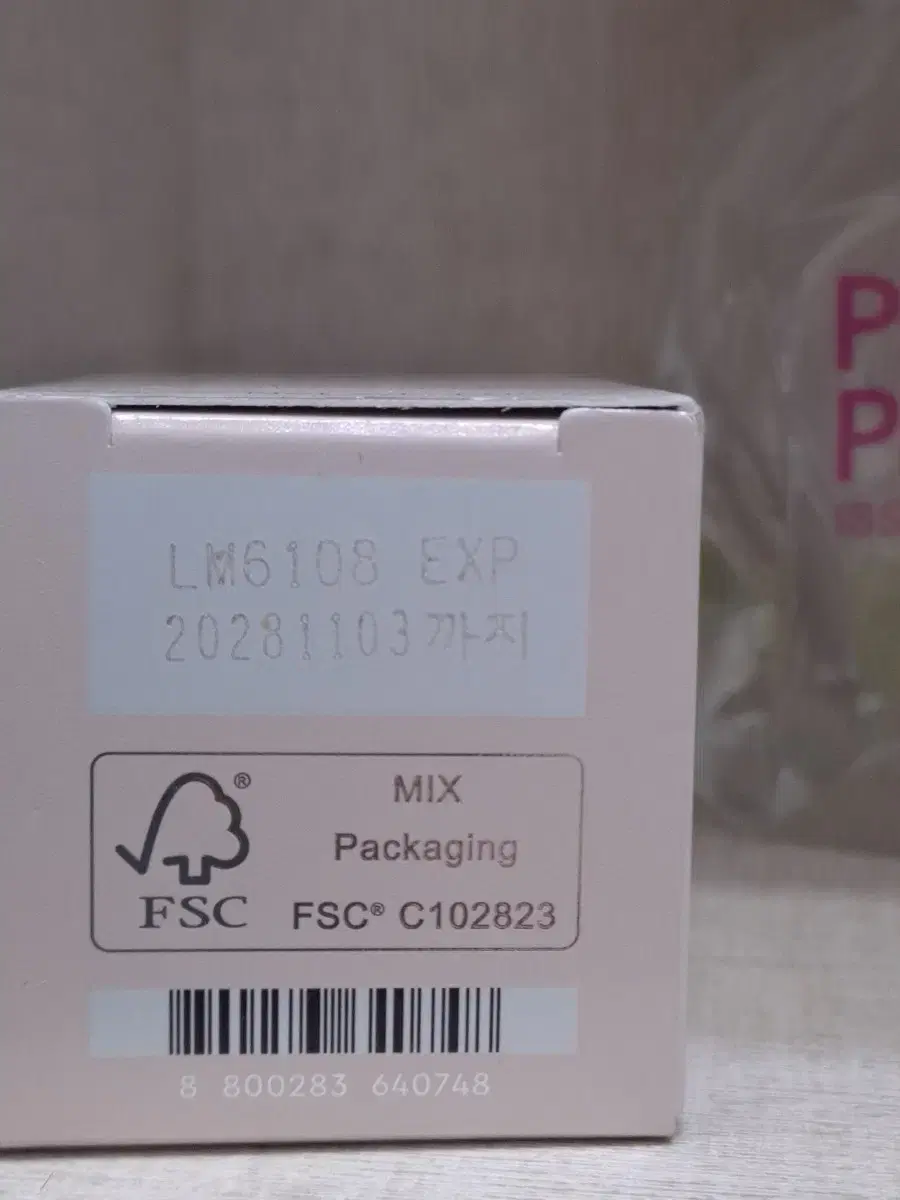 LM6108 EXP
20281103까지
®
MIX
Packaging
FSC
FSC® C102823
8 800283 640748
P
P